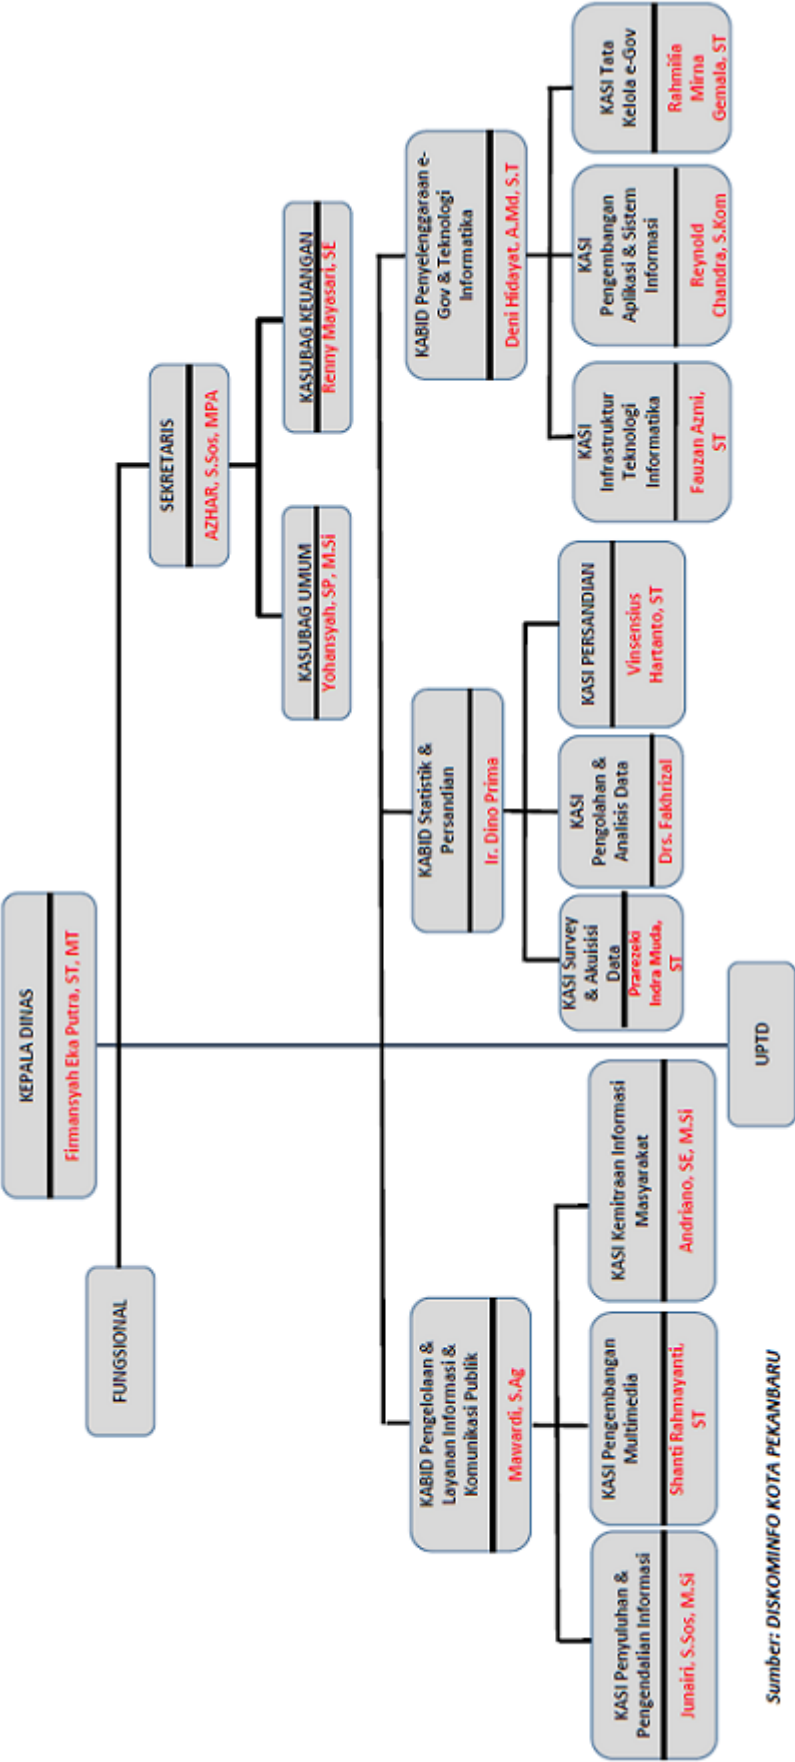 KEPALA DINAS
Firmansyah Eka Putra, ST, MT
FUNGSIONAL
SEKRETARIS
AZHAR, S.Sos, MPA
KASUBAG UMUM
Yohansyah, SP, M.Si
KASUBAG KEUANGAN
Renny Mayasari, SE
KABID Pengelolaan &
Layanan Informasi &
Komunikasi Publik
Mawardi, S.Ag
KABID Statistik &
Persandian
Ir. Dino Prima
KABID Penyelenggaraan e-
Gov & Teknologi
Informatika
Deni Hidayat. A.Md, S.T
KASI Penyuluhan &
Pengendalian Informasi
Junairi, S.Sos, M.Si
KASI Pengembangan
Multimedia
Shanti Rahmayanti,
ST
KASI Kemitraan Informasi
Masyarakat
Andriano, SE, M.Si
KASI Survey
& Akuisisi
Data
Prarezeki
Indra Muda,
ST
KASI
Pengolahan &
Analisis Data
Drs. Fakhrizal
KASI PERSANDIAN
Vinsensius
Hartanto, ST
KASI
Infrastruktur
Teknologi
Informatika
Fauzan Azmi,
ST
KASI
Pengembangan
Aplikasi & Sistem
Informasi
Reynold
Chandra, S.Kom
KASI Tata
Kelola e-Gov
Rahmilia
Mirna
Gemala, ST
UPTD
Sumber: DISKOMINFO KOTA PEKANBARU